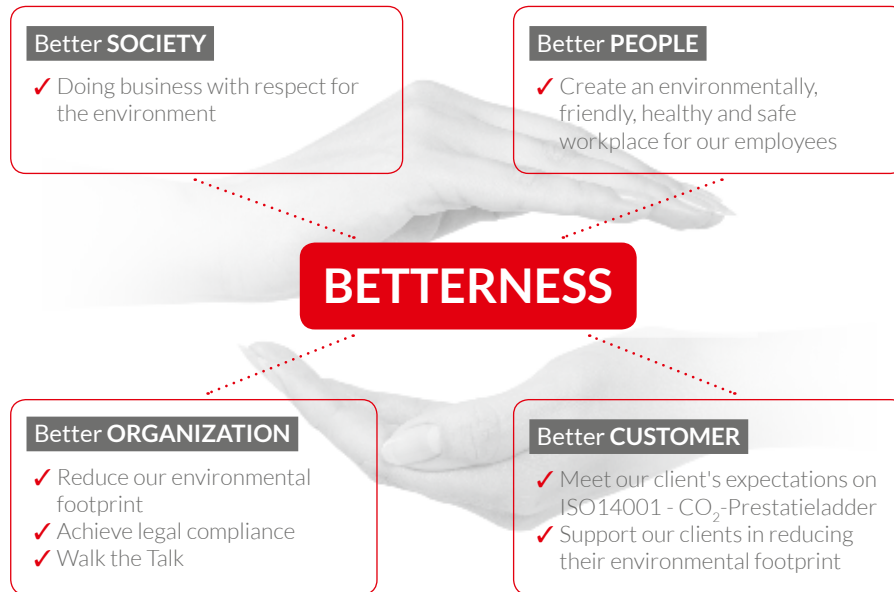 Better SOCIETY
✓ Doing business with respect for
the environment
Better PEOPLE
✓ Create an environmentally,
friendly, healthy and safe
workplace for our employees
BETTERNESS
Better ORGANIZATION
✓ Reduce our environmental
footprint
✓ Achieve legal compliance
✓ Walk the Talk
Better CUSTOMER
✓ Meet our client's expectations on
ISO14001 - CO₂-Prestatieladder
✓ Support our clients in reducing
their environmental footprint